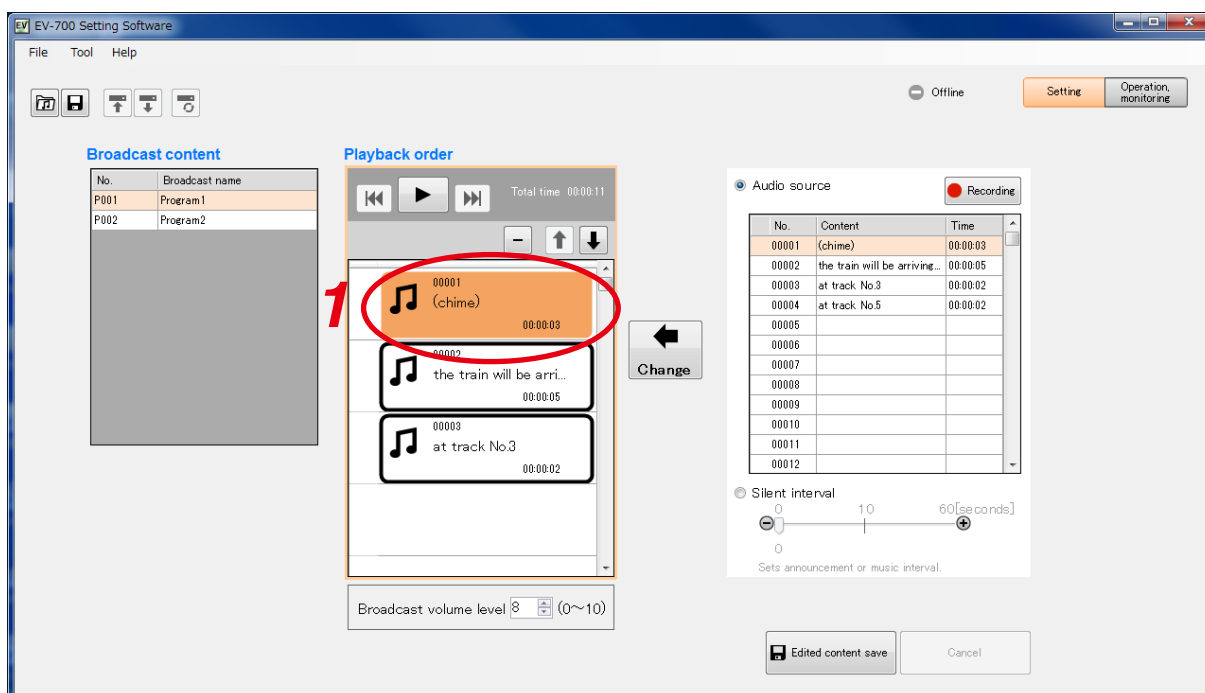 EV EV-700 Setting Software
File Tool Help
Offline
Setting
Operation,
monitoring
Broadcast content
No. Broadcast name
P001 Program1
P002 Program2
Playback order
Total time 00:00:11
1
00001
(chime)
00:00:03
00002
the train will be arri...
00:00:05
00003
at track No.3
00:00:02
Broadcast volume level 8 (0～10)
Change
Audio source
Recording
No. Content Time
00001 (chime) 00:00:03
00002 the train will be arriving... 00:00:05
00003 at track No.3 00:00:02
00004 at track No.5 00:00:02
00005
00006
00007
00008
00009
00010
00011
00012
Silent interval
0 10 60[seconds]
0
Sets announcement or music interval.
Edited content save
Cancel